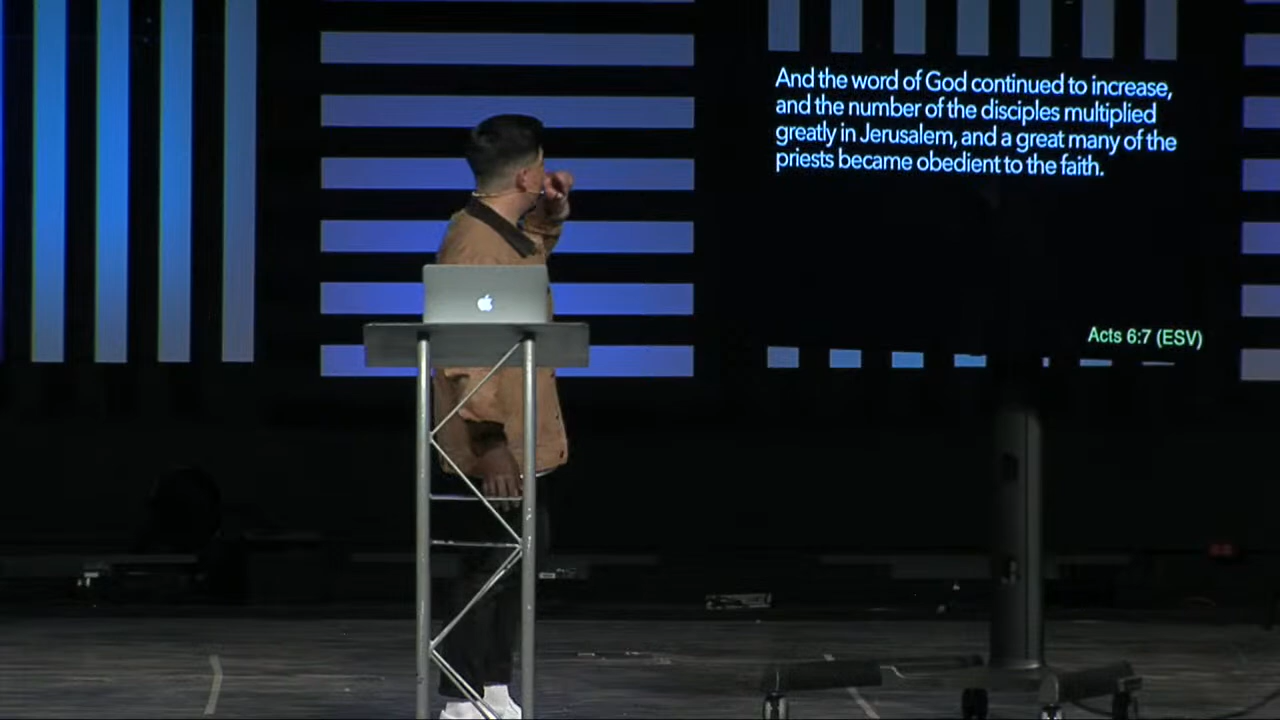 And the word of God continued to increase,
and the number of the disciples multiplied
greatly in Jerusalem, and a great many of the
priests became obedient to the faith.
Acts 6:7 (ESV)